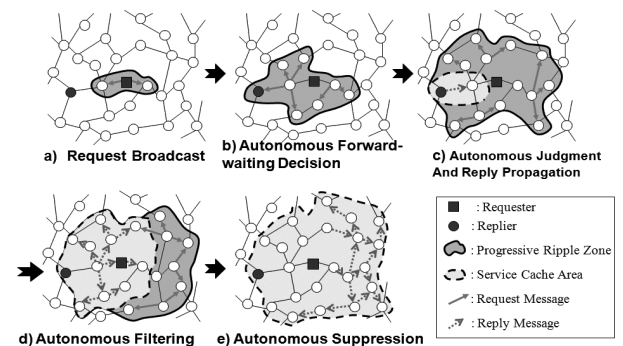 a) Request Broadcast
b) Autonomous Forward-
waiting Decision
c) Autonomous Judgment
And Reply Propagation
d) Autonomous Filtering
e) Autonomous Suppression
: Requester
: Replier
: Progressive Ripple Zone
: Service Cache Area
: Request Message
: Reply Message